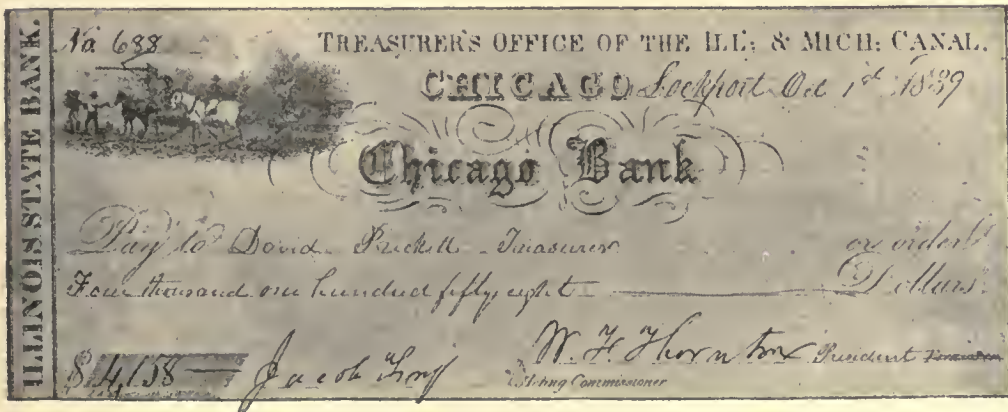 ILLINOIS STATE BANK.
No 688
TREASURER'S OFFICE OF THE ILL: & MICH: CANAL.
CHICAGO Lockport Oct 1st 1839
Chicago Bank
Pay to David Prickett Treasurer or order
Four thousand one hundred fifty eight Dollars
$4,158 Jacob W. F. Thornton President
Acting Commissioner